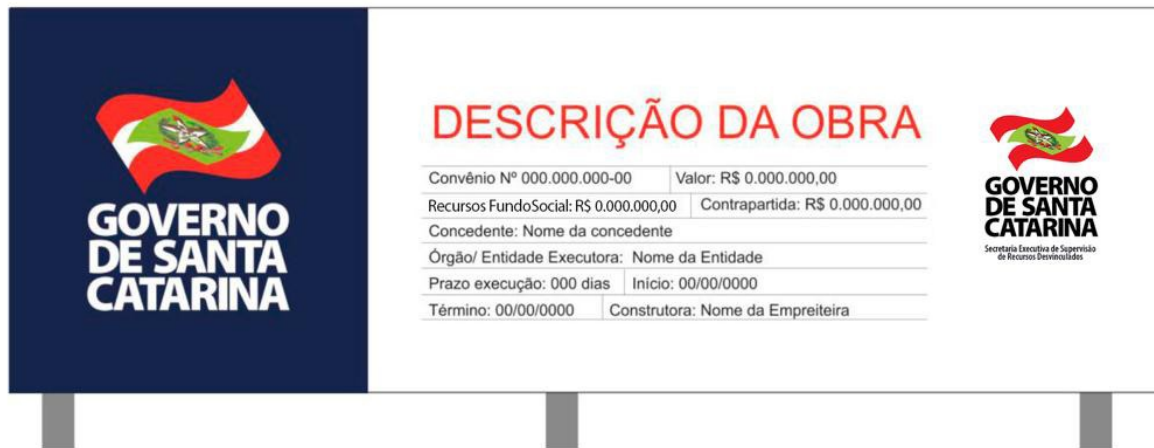 GOVERNO
DE SANTA
CATARINA
DESCRIÇÃO DA OBRA
Convênio Nº 000.000.000-00 Valor: R$ 0.000.000,00
Recursos FundoSocial: R$ 0.000.000,00 Contrapartida: R$ 0.000.000,00
Concedente: Nome da concedente
Órgão/ Entidade Executora: Nome da Entidade
Prazo execução: 000 dias Início: 00/00/0000
Término: 00/00/0000 Construtora: Nome da Empreiteira
GOVERNO
DE SANTA
CATARINA
Secretaria Executiva de Supervisão
de Recursos Desvinculados